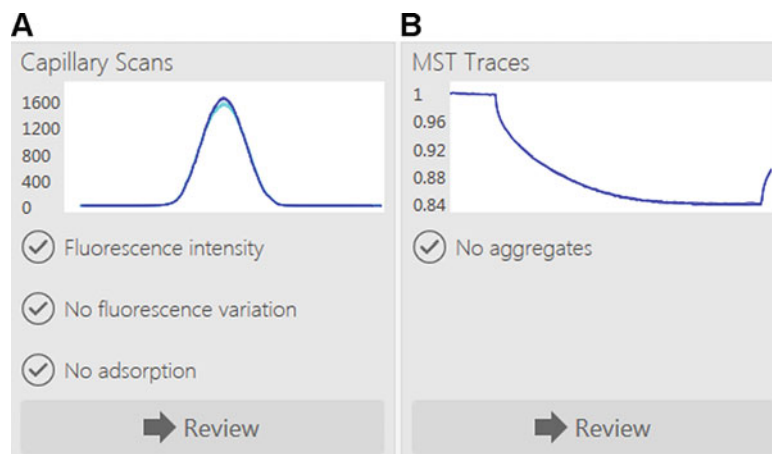 A
Capillary Scans
1600
1200
800
400
0
Fluorescence intensity
No fluorescence variation
No adsorption
Review
B
MST Traces
1
0.96
0.92
0.88
0.84
No aggregates
Review